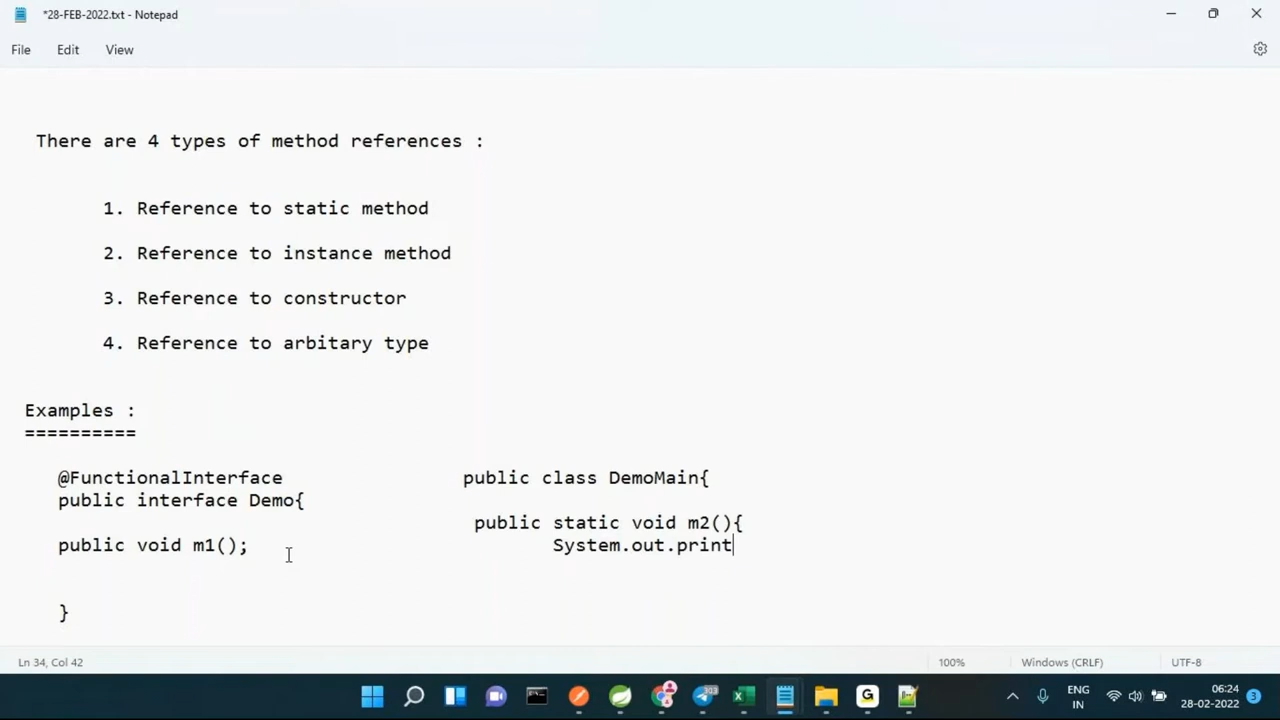 *28-FEB-2022.txt - Notepad
File Edit View
There are 4 types of method references :
1. Reference to static method
2. Reference to instance method
3. Reference to constructor
4. Reference to arbitary type
Examples :
==========
@FunctionalInterface public class DemoMain{
public interface Demo{
public static void m2(){
public void m1(); System.out.print
}
Ln 34, Col 42 100% Windows (CRLF) UTF-8
303
G
ENG
IN
06:24
28-02-2022
3